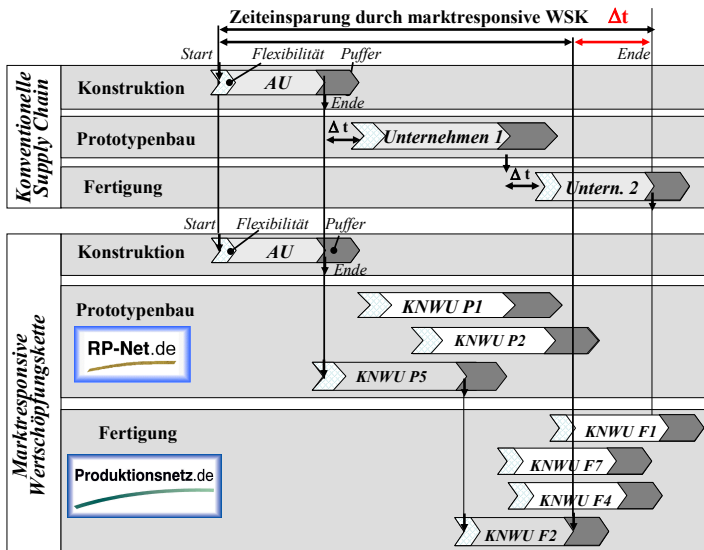 Zeiteinsparung durch marktresponsive WSK Δt
Start Flexibilität Puffer Ende
Konventionelle
Supply Chain
Konstruktion AU
Ende
Prototypenbau Δ t Unternehmen 1
Δ t
Fertigung Untern. 2
Start Flexibilität Puffer
Marktresponsive
Wertschöpfungskette
Konstruktion AU
Ende
Prototypenbau KNWU P1
KNWU P2
RP-Net.de
KNWU P5
Fertigung KNWU F1
KNWU F7
Produktionsnetz.de
KNWU F4
KNWU F2